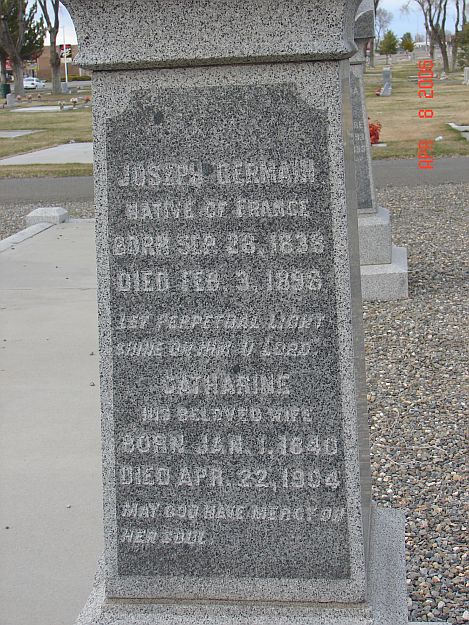 JOSEPH GERMAIN
NATIVE OF FRANCE
BORN SEP. 26, 1836
DIED FEB. 3, 1896
LET PERPETUAL LIGHT
SHINE ON HIM O LORD
CATHARINE
HIS BELOVED WIFE
BORN JAN. 1, 1840
DIED APR. 22, 1904
MAY GOD HAVE MERCY ON
HER SOUL
APR 8 2006